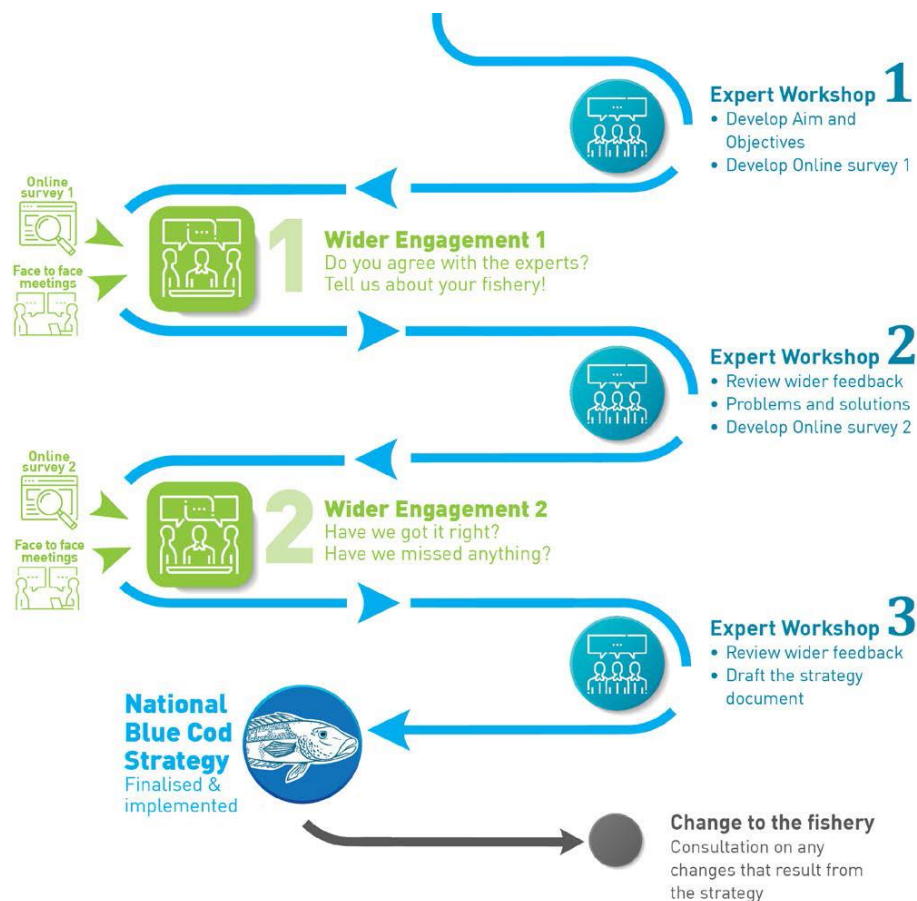 Expert Workshop 1
• Develop Aim and
Objectives
• Develop Online survey 1
Online
survey 1
Face to face
meetings
1
Wider Engagement 1
Do you agree with the experts?
Tell us about your fishery!
Expert Workshop 2
• Review wider feedback
• Problems and solutions
• Develop Online survey 2
Online
survey 2
Face to face
meetings
2
Wider Engagement 2
Have we got it right?
Have we missed anything?
Expert Workshop 3
• Review wider feedback
• Draft the strategy
document
National
Blue Cod
Strategy
Finalised &
implemented
Change to the fishery
Consultation on any
changes that result from
the strategy